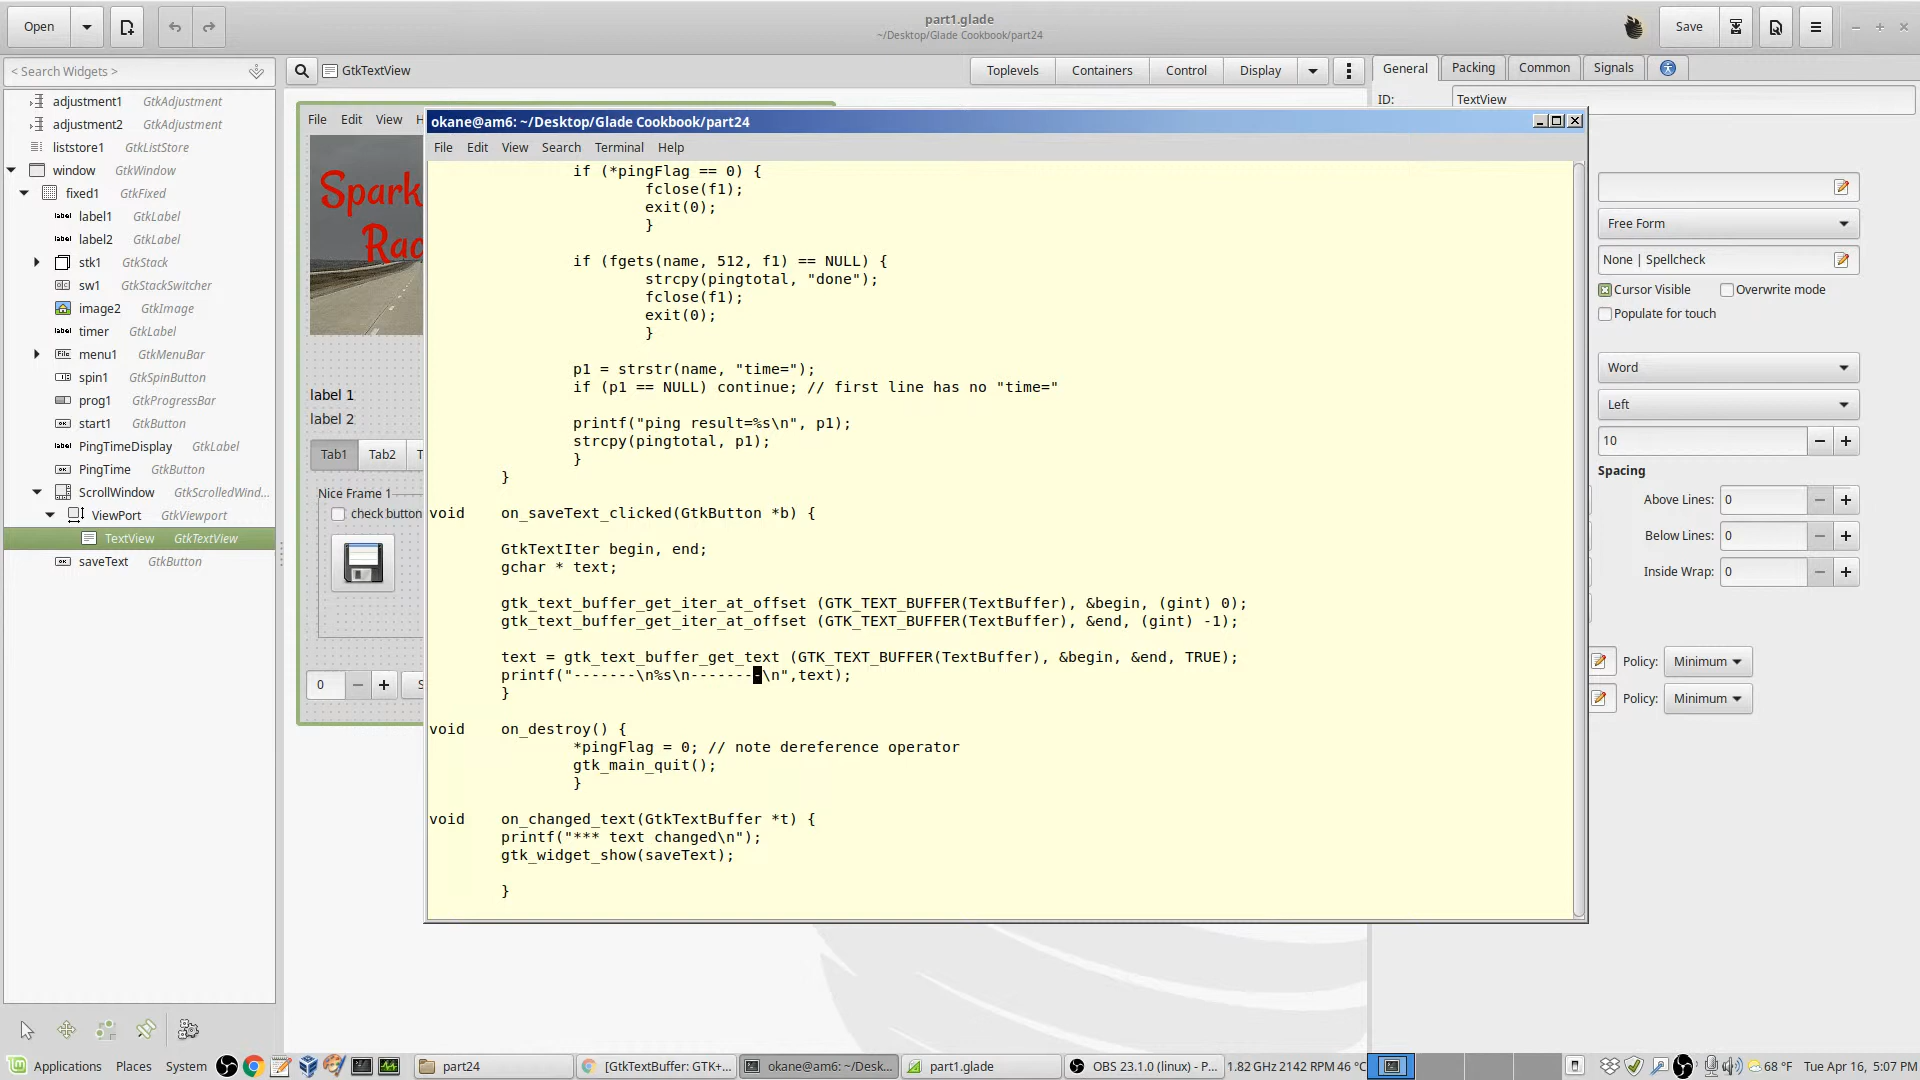 Open
part1.glade
~/Desktop/Glade Cookbook/part24
Save
< Search Widgets >
GtkTextView
Toplevels
Containers
Control
Display
General
Packing
Common
Signals
adjustment1 GtkAdjustment
adjustment2 GtkAdjustment
liststore1 GtkListStore
window GtkWindow
fixed1 GtkFixed
label label1 GtkLabel
label label2 GtkLabel
stk1 GtkStack
sw1 GtkStackSwitcher
image2 GtkImage
label timer GtkLabel
File menu1 GtkMenuBar
spin1 GtkSpinButton
prog1 GtkProgressBar
OK start1 GtkButton
label PingTimeDisplay GtkLabel
OK PingTime GtkButton
ScrollWindow GtkScrolledWind...
ViewPort GtkViewport
TextView GtkTextView
OK saveText GtkButton
File Edit View H
Spark
Rac
label 1
label 2
Tab1 Tab2 T
Nice Frame 1
check button
0 − + S
okane@am6: ~/Desktop/Glade Cookbook/part24
File Edit View Search Terminal Help
if (*pingFlag == 0) {
fclose(f1);
exit(0);
}
if (fgets(name, 512, f1) == NULL) {
strcpy(pingtotal, "done");
fclose(f1);
exit(0);
}
p1 = strstr(name, "time=");
if (p1 == NULL) continue; // first line has no "time="
printf("ping result=%s\n", p1);
strcpy(pingtotal, p1);
}
}
void on_saveText_clicked(GtkButton *b) {
GtkTextIter begin, end;
gchar * text;
gtk_text_buffer_get_iter_at_offset (GTK_TEXT_BUFFER(TextBuffer), &begin, (gint) 0);
gtk_text_buffer_get_iter_at_offset (GTK_TEXT_BUFFER(TextBuffer), &end, (gint) -1);
text = gtk_text_buffer_get_text (GTK_TEXT_BUFFER(TextBuffer), &begin, &end, TRUE);
printf("-------\n%s\n--------\n",text);
}
void on_destroy() {
*pingFlag = 0; // note dereference operator
gtk_main_quit();
}
void on_changed_text(GtkTextBuffer *t) {
printf("*** text changed\n");
gtk_widget_show(saveText);
}
ID: TextView
Free Form
None | Spellcheck
Cursor Visible Overwrite mode
Populate for touch
Word
Left
10 − +
Spacing
Above Lines: 0 − +
Below Lines: 0 − +
Inside Wrap: 0 − +
Policy: Minimum
Policy: Minimum
Applications Places System
part24
[GtkTextBuffer: GTK+...
okane@am6: ~/Desk...
part1.glade
OBS 23.1.0 (linux) - P...
1.82 GHz 2142 RPM 46 °C
68 °F
Tue Apr 16, 5:07 PM